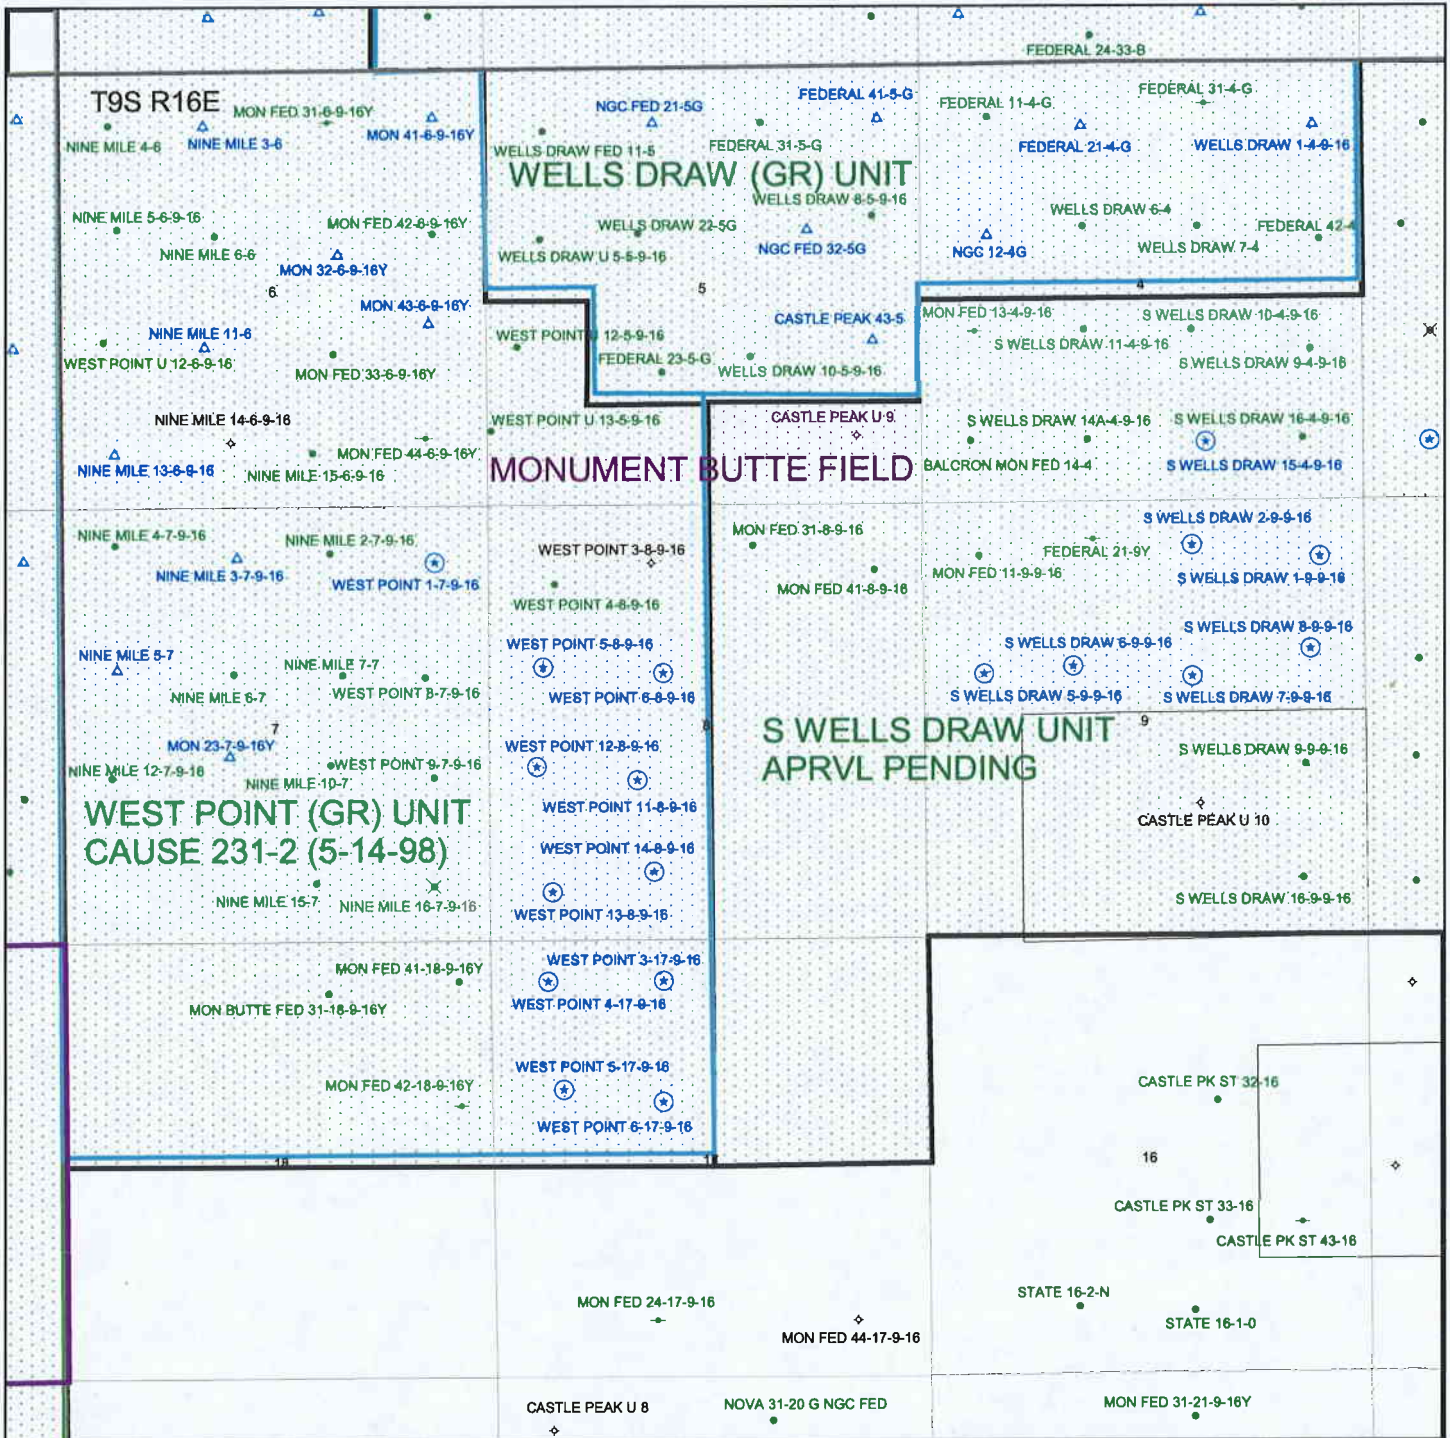 FEDERAL 24-33-B
T9S R16E
MON FED 31-6-9-16Y
NINE MILE 4-6
NINE MILE 3-6
MON 41-6-9-16Y
NGC FED 21-5G
FEDERAL 41-5-G
FEDERAL 11-4-G
FEDERAL 31-4-G
WELLS DRAW FED 11-5
FEDERAL 31-5-G
FEDERAL 21-4-G
WELLS DRAW 1-4-9-16
WELLS DRAW (GR) UNIT
WELLS DRAW 8-5-9-16
NINE MILE 5-6-9-16
MON FED 42-6-9-16Y
WELLS DRAW 22-5G
WELLS DRAW 6-4
FEDERAL 42-4
NINE MILE 6-6
MON 32-6-9-16Y
WELLS DRAW U 5-5-9-16
NGC FED 32-5G
NGC 12-4G
WELLS DRAW 7-4
6
5
4
MON 43-6-9-16Y
CASTLE PEAK 43-5
MON FED 13-4-9-16
S WELLS DRAW 10-4-9-16
NINE MILE 11-6
WEST POINT U 12-5-9-16
S WELLS DRAW 11-4-9-16
WEST POINT U 12-6-9-16
MON FED 33-6-9-16Y
FEDERAL 23-5-G
WELLS DRAW 10-5-9-16
S WELLS DRAW 9-4-9-16
NINE MILE 14-6-9-16
WEST POINT U 13-5-9-16
CASTLE PEAK U 9
S WELLS DRAW 14A-4-9-16
S WELLS DRAW 16-4-9-16
NINE MILE 13-6-9-16
MON FED 44-6-9-16Y
NINE MILE 15-6-9-16
MONUMENT BUTTE FIELD
BALCRON MON FED 14-4
S WELLS DRAW 15-4-9-16
NINE MILE 4-7-9-16
NINE MILE 2-7-9-16
WEST POINT 3-8-9-16
MON FED 31-8-9-16
S WELLS DRAW 2-9-9-16
NINE MILE 3-7-9-16
WEST POINT 1-7-9-16
WEST POINT 4-8-9-16
MON FED 41-8-9-16
MON FED 11-9-9-16
FEDERAL 21-9Y
S WELLS DRAW 1-9-9-16
NINE MILE 5-7
NINE MILE 7-7
WEST POINT 5-8-9-16
S WELLS DRAW 6-9-9-16
S WELLS DRAW 8-9-9-16
NINE MILE 6-7
WEST POINT 8-7-9-16
WEST POINT 6-8-9-16
S WELLS DRAW 5-9-9-16
S WELLS DRAW 7-9-9-16
7
8
9
MON 23-7-9-16Y
WEST POINT 12-8-9-16
S WELLS DRAW UNIT
APRVL PENDING
S WELLS DRAW 9-9-9-16
NINE MILE 12-7-9-16
NINE MILE 10-7
WEST POINT 9-7-9-16
WEST POINT 11-8-9-16
CASTLE PEAK U 10
WEST POINT (GR) UNIT
CAUSE 231-2 (5-14-98)
WEST POINT 14-8-9-16
NINE MILE 15-7
NINE MILE 16-7-9-16
WEST POINT 13-8-9-16
S WELLS DRAW 16-9-9-16
MON FED 41-18-9-16Y
WEST POINT 3-17-9-16
MON BUTTE FED 31-18-9-16Y
WEST POINT 4-17-9-16
MON FED 42-18-9-16Y
WEST POINT 5-17-9-16
CASTLE PK ST 32-16
WEST POINT 6-17-9-16
18
16
CASTLE PK ST 33-16
CASTLE PK ST 43-16
MON FED 24-17-9-16
STATE 16-2-N
MON FED 44-17-9-16
STATE 16-1-0
CASTLE PEAK U 8
NOVA 31-20 G NGC FED
MON FED 31-21-9-16Y